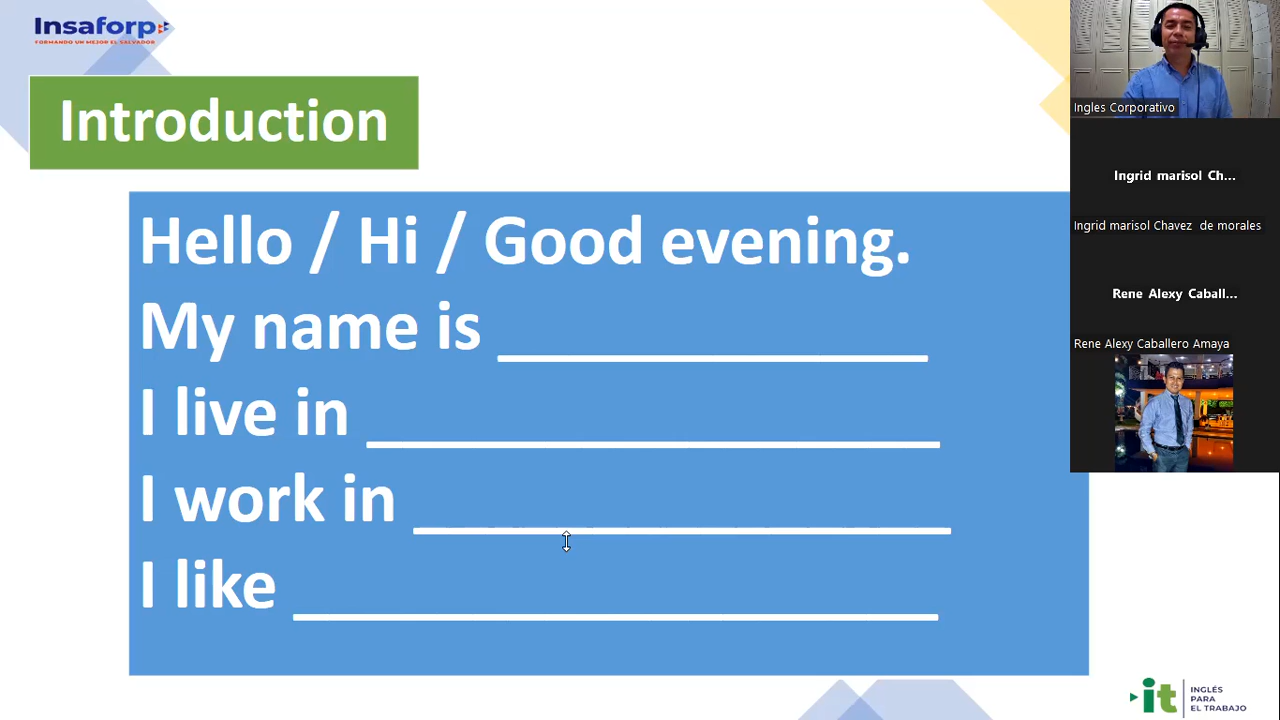 Insaforp
FORMANDO UN MEJOR EL SALVADOR
Introduction
Hello / Hi / Good evening.
My name is _______________
I live in ____________________
I work in ___________________
I like _______________________
Ingles Corporativo
Ingrid marisol Ch...
Ingrid marisol Chavez de morales
Rene Alexy Caball...
Rene Alexy Caballero Amaya
it
INGLÉS
PARA
EL TRABAJO